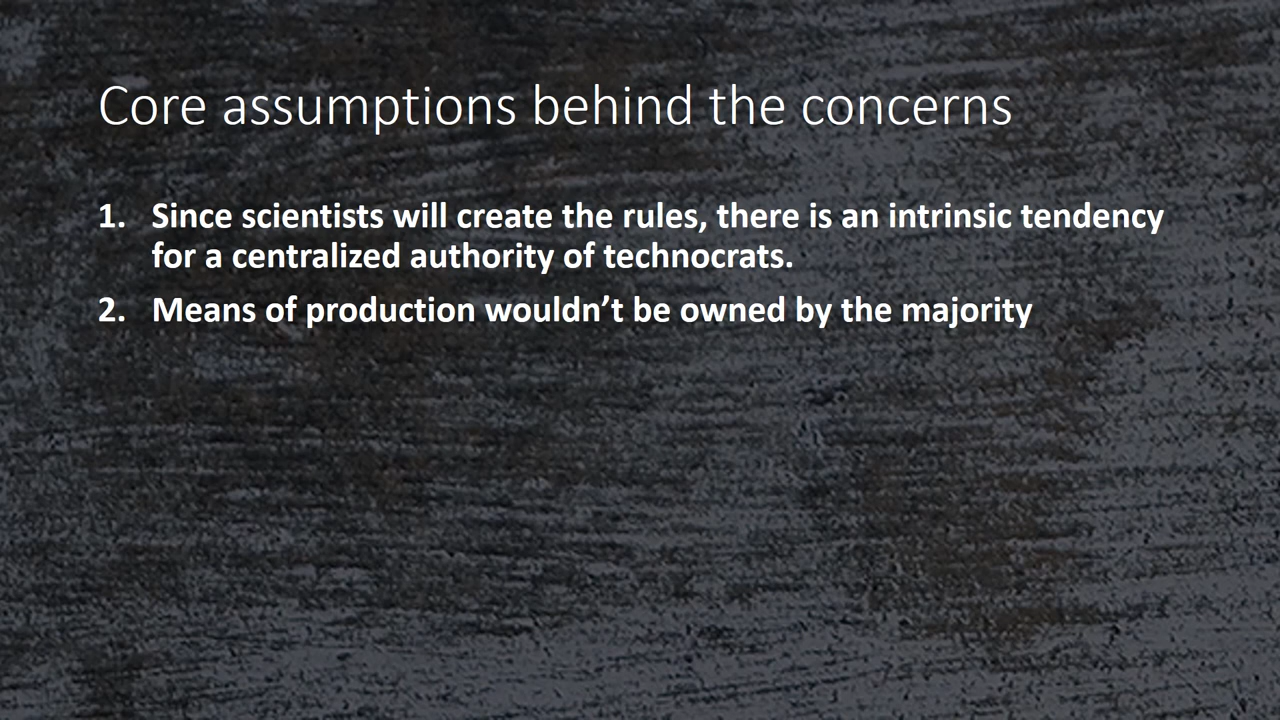 Core assumptions behind the concerns
1. Since scientists will create the rules, there is an intrinsic tendency
for a centralized authority of technocrats.
2. Means of production wouldn’t be owned by the majority